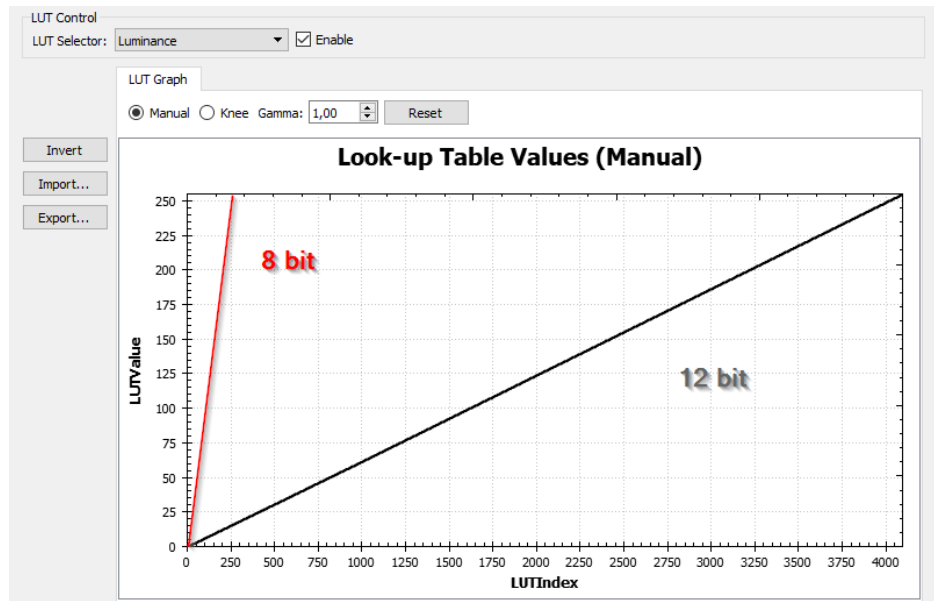 LUT Control
LUT Selector: Luminance Enable
LUT Graph
Manual Knee Gamma: 1,00 Reset
Invert
Import...
Export...
Look-up Table Values (Manual)
250
225
200
175
150
125
100
75
50
25
0
LUTValue
8 bit
12 bit
0 250 500 750 1000 1250 1500 1750 2000 2250 2500 2750 3000 3250 3500 3750 4000
LUTIndex